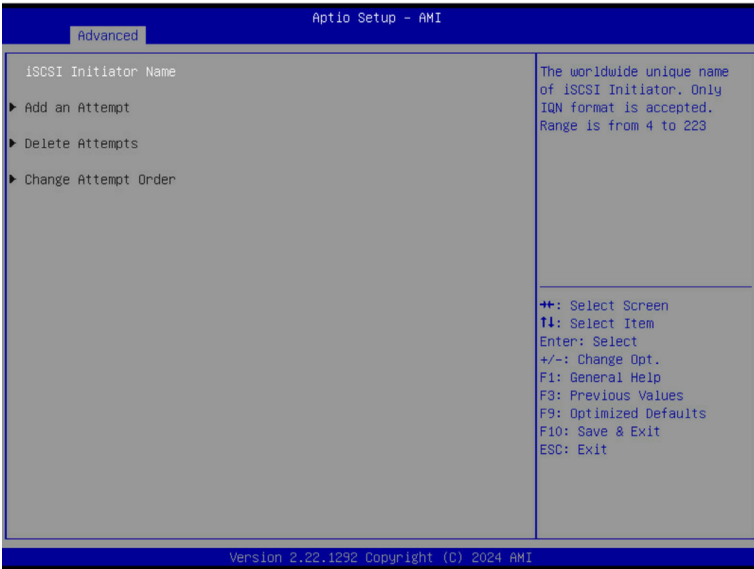 Aptio Setup – AMI
Advanced
iSCSI Initiator Name
Add an Attempt
Delete Attempts
Change Attempt Order
The worldwide unique name
of iSCSI Initiator. Only
IQN format is accepted.
Range is from 4 to 223
→←: Select Screen
↑↓: Select Item
Enter: Select
+/-: Change Opt.
F1: General Help
F3: Previous Values
F9: Optimized Defaults
F10: Save & Exit
ESC: Exit
Version 2.22.1292 Copyright (C) 2024 AMI